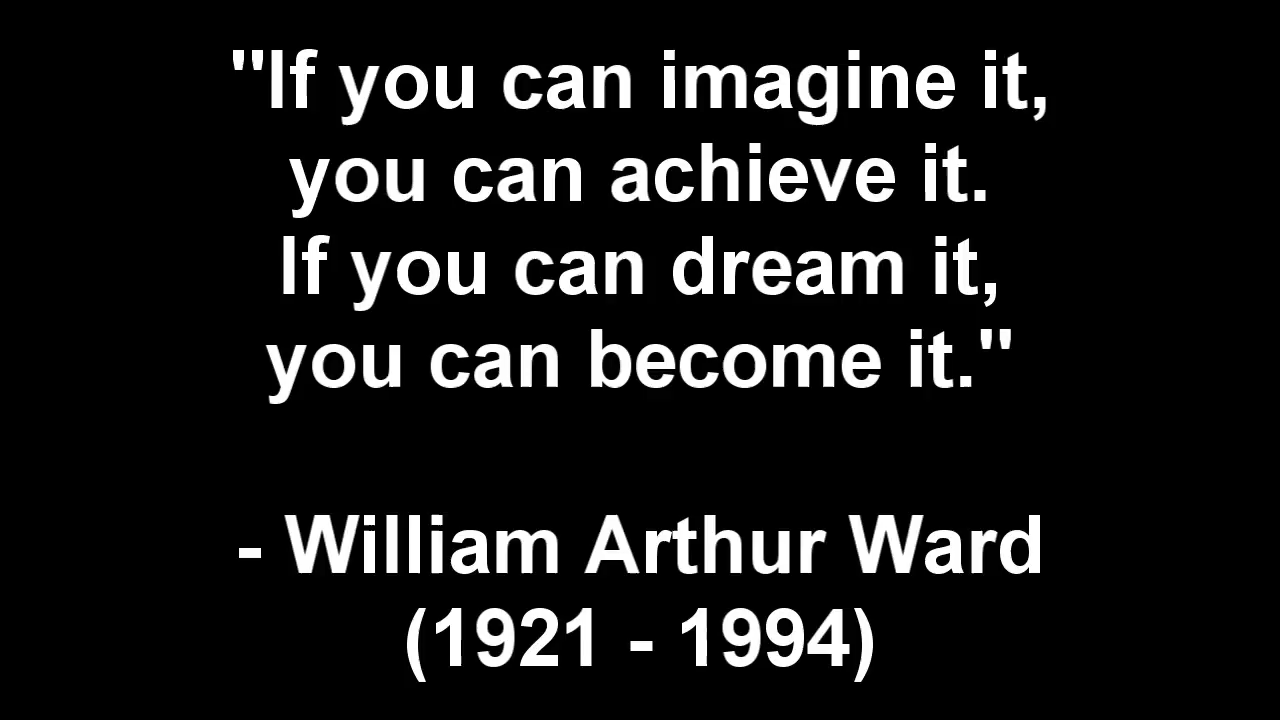 "If you can imagine it,
you can achieve it.
If you can dream it,
you can become it."
- William Arthur Ward
(1921 - 1994)